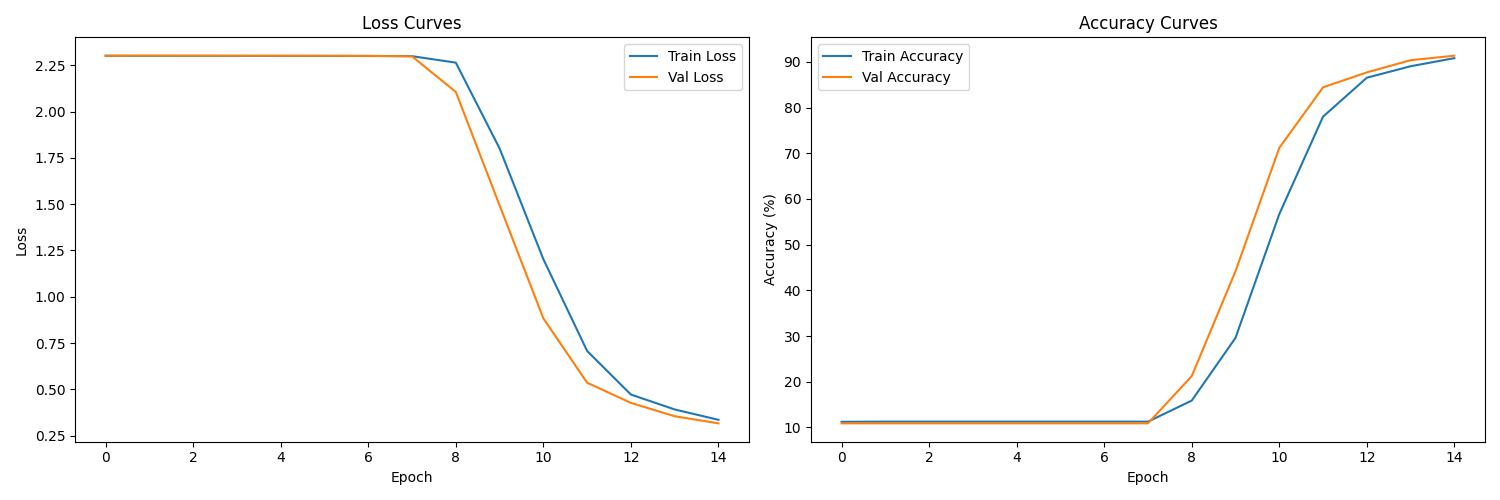 Loss Curves
2.25
2.00
1.75
1.50
1.25
1.00
0.75
0.50
0.25
Loss
0 2 4 6 8 10 12 14
Epoch
Train Loss
Val Loss
Accuracy Curves
90
80
70
60
50
40
30
20
10
Accuracy (%)
0 2 4 6 8 10 12 14
Epoch
Train Accuracy
Val Accuracy